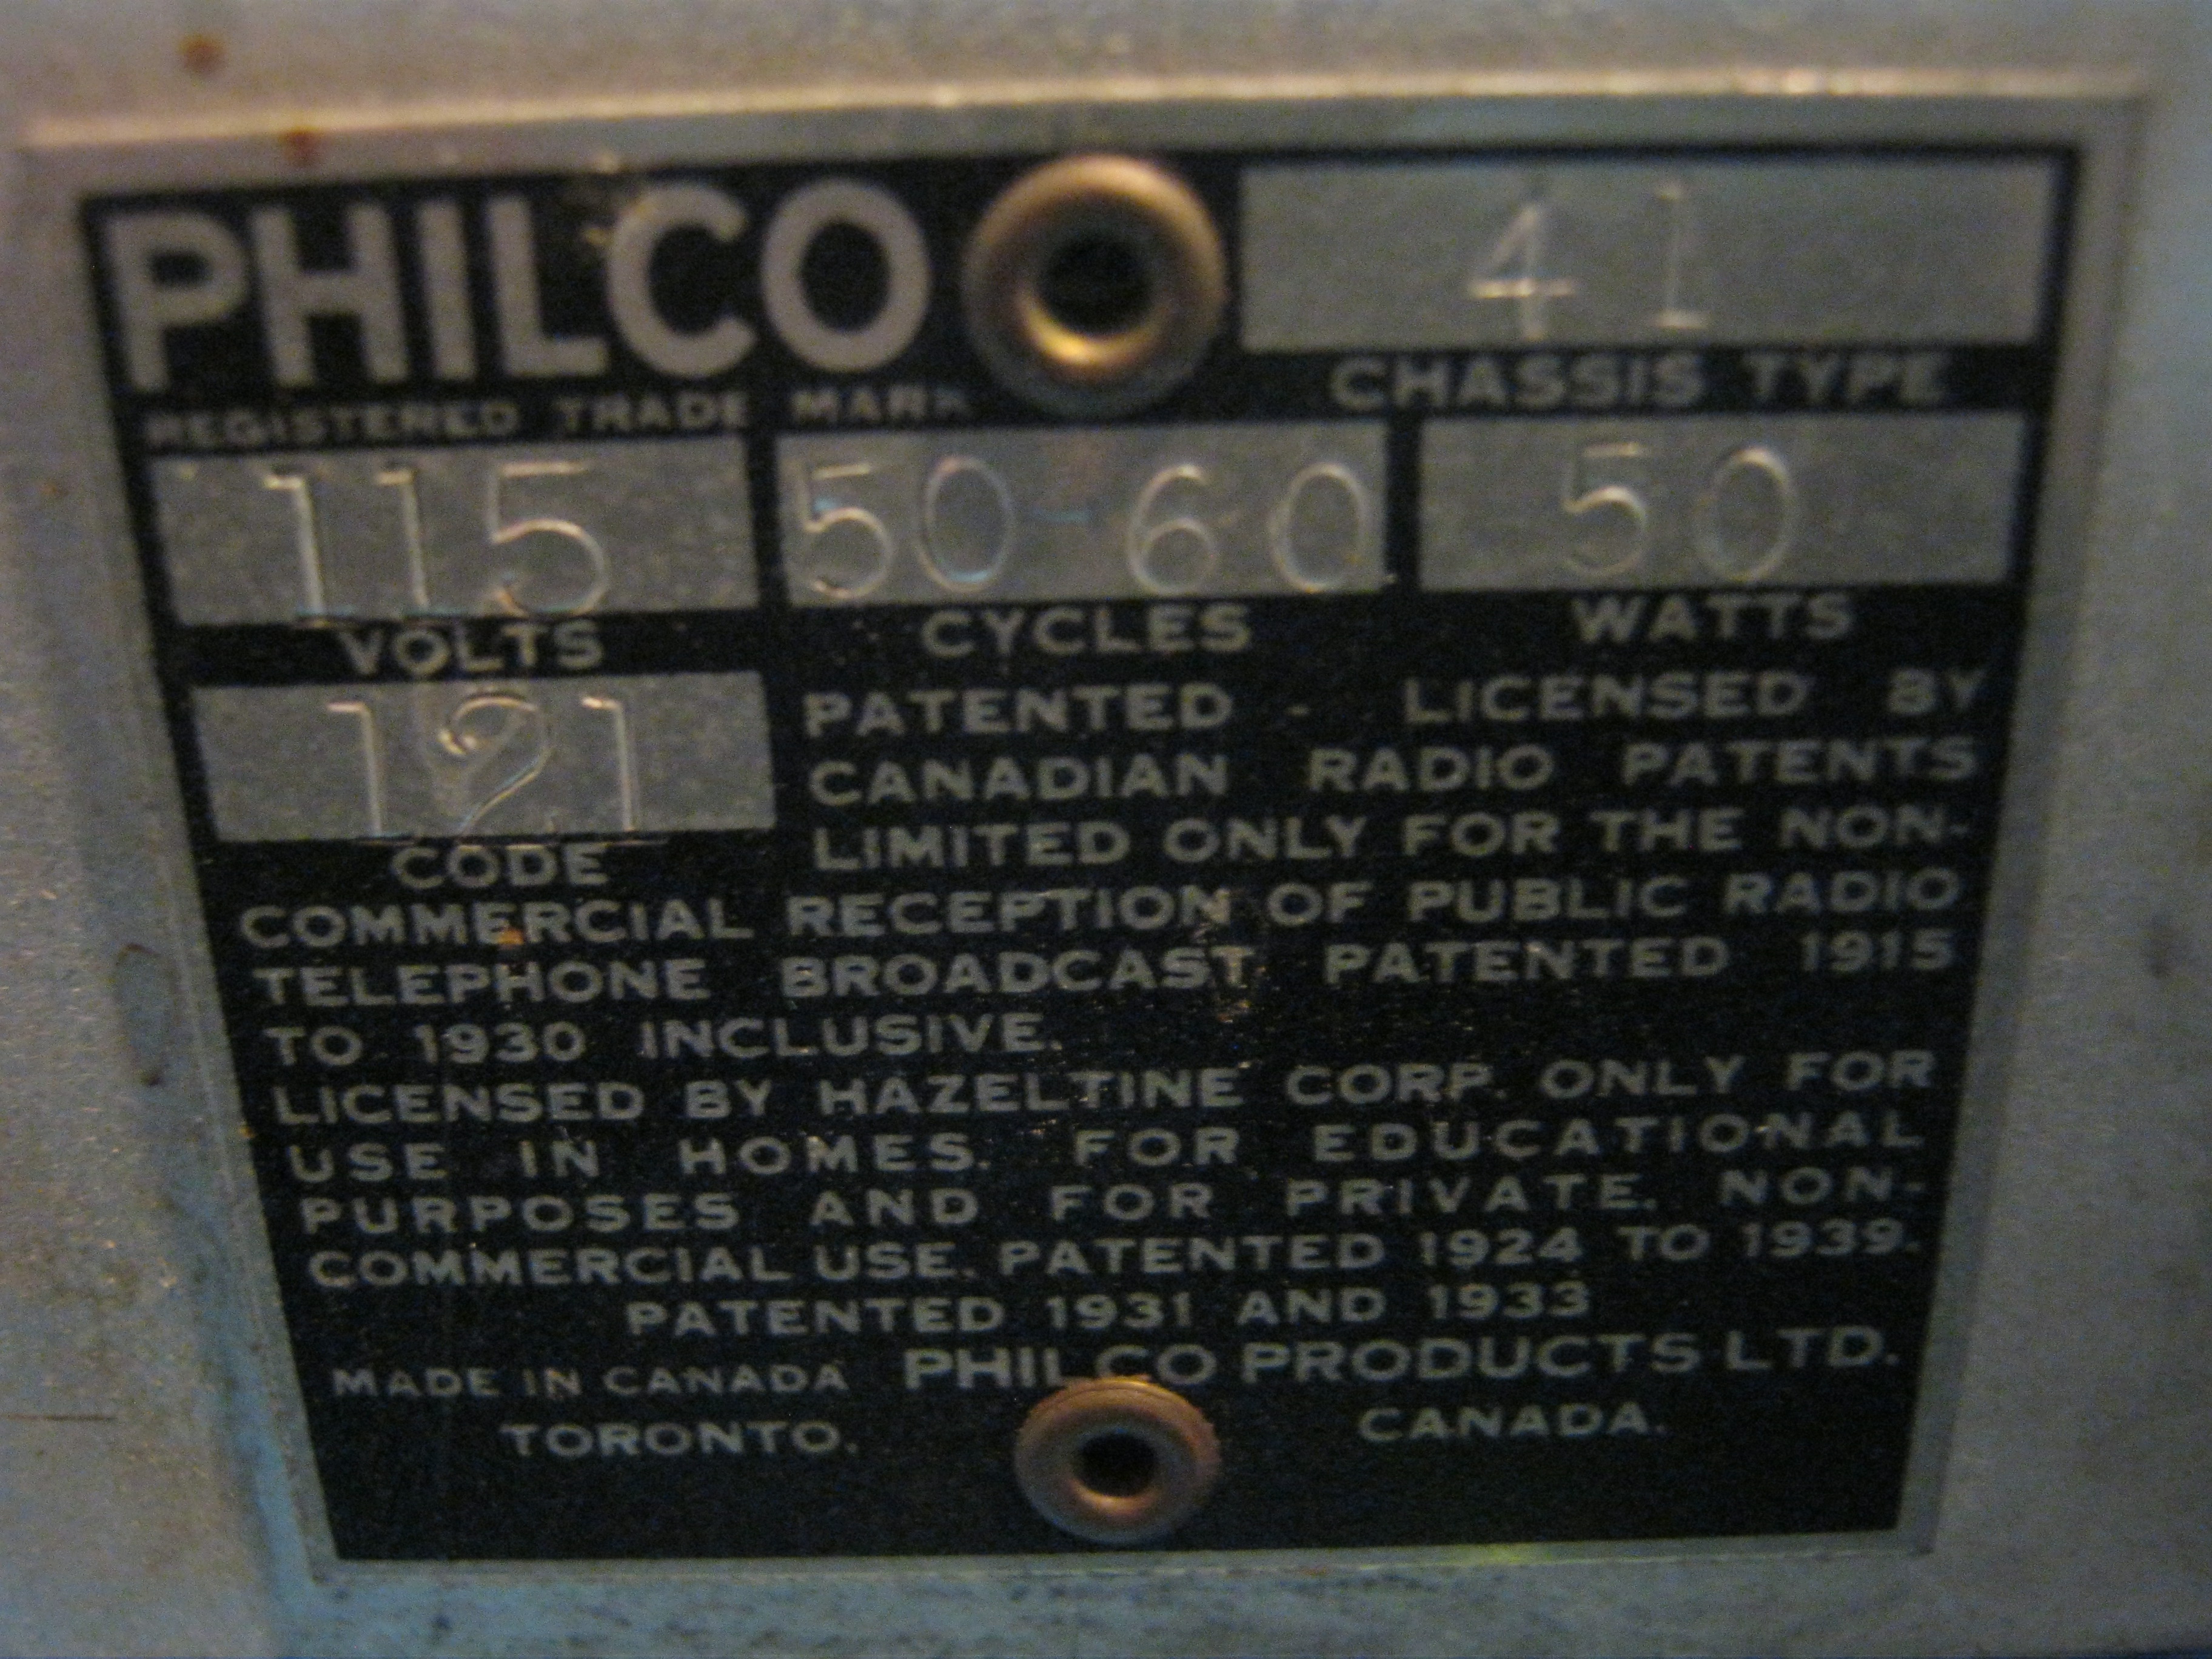 PHILCO
REGISTERED TRADE MARK
41
CHASSIS TYPE
115 50-60 50
VOLTS CYCLES WATTS
121
CODE
PATENTED - LICENSED BY
CANADIAN RADIO PATENTS
LIMITED ONLY FOR THE NON-
COMMERCIAL RECEPTION OF PUBLIC RADIO
TELEPHONE BROADCAST PATENTED 1915
TO 1930 INCLUSIVE.
LICENSED BY HAZELTINE CORP. ONLY FOR
USE IN HOMES. FOR EDUCATIONAL
PURPOSES AND FOR PRIVATE. NON-
COMMERCIAL USE. PATENTED 1924 TO 1939.
PATENTED 1931 AND 1933
MADE IN CANADA PHILCO PRODUCTS LTD.
TORONTO. CANADA.